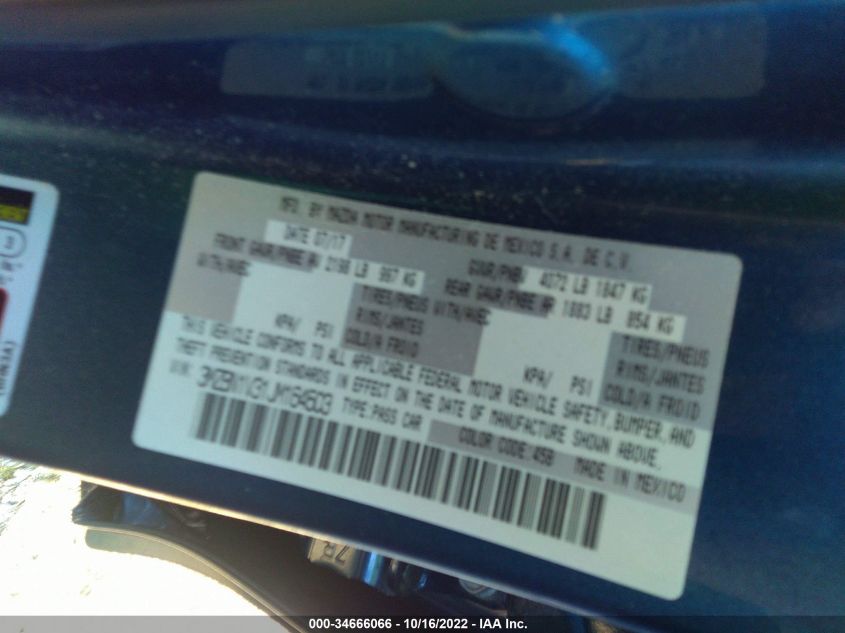 MFD. BY MAZDA MOTOR MANUFACTURING DE MEXICO S.A. DE C.V.
DATE 07/17 GVWR/PNBV 4072 LB 1847 KG
FRONT GAWR/PNBE AV 2198 LB 997 KG REAR GAWR/PNBE AR 1883 LB 854 KG
WITH/AVEC TIRES/PNEUS WITH/AVEC TIRES/PNEUS
RIMS/JANTES RIMS/JANTES
KPA/ PSI COLD/A FROID KPA/ PSI COLD/A FROID
THIS VEHICLE CONFORMS TO ALL APPLICABLE FEDERAL MOTOR VEHICLE SAFETY, BUMPER, AND
THEFT PREVENTION STANDARDS IN EFFECT ON THE DATE OF MANUFACTURE SHOWN ABOVE.
VIN: TYPE: PASS CAR COLOR CODE: 45B MADE IN MEXICO
7R
000-34666066 - 10/16/2022 - IAA Inc.